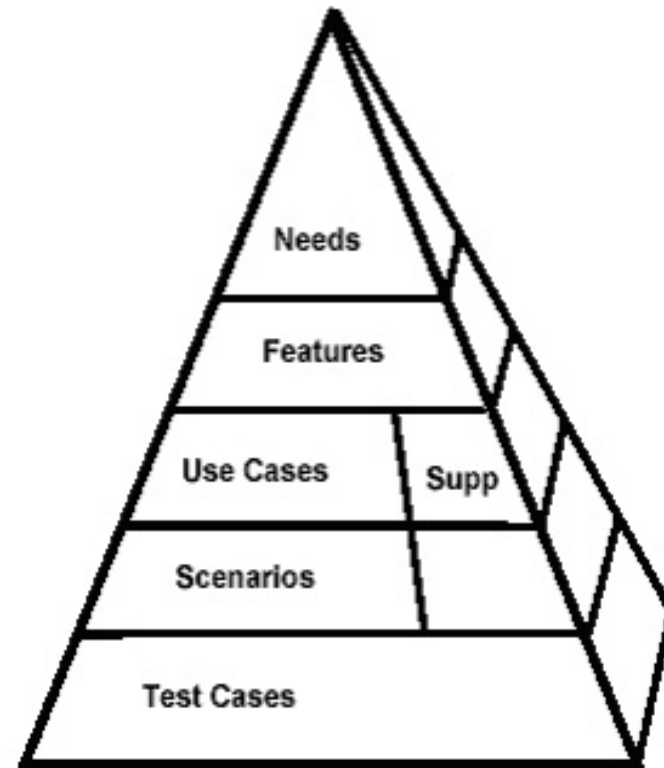 Needs
Features
Use Cases
Supp
Scenarios
Test Cases